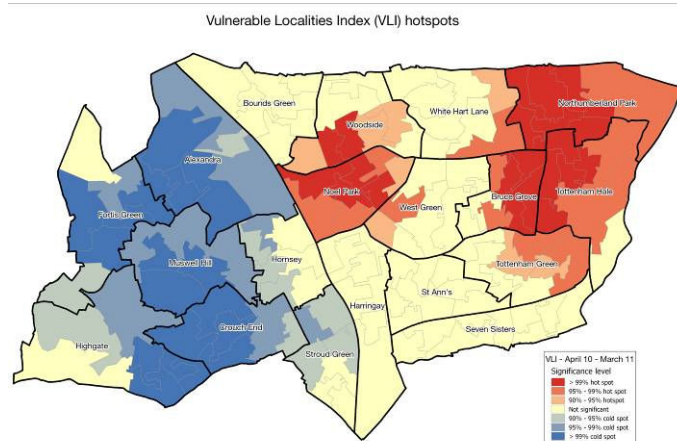 Vulnerable Localities Index (VLI) hotspots
Bounds Green
White Hart Lane
Northumberland Park
Woodside
Alexandra
Noel Park
Bruce Grove
Tottenham Hale
West Green
Fortis Green
Muswell Hill
Hornsey
Tottenham Green
St Ann's
Harringay
Crouch End
Seven Sisters
Highgate
Stroud Green
VLI - April 10 - March 11
Significance level
> 99% hot spot
95% - 99% hot spot
90% - 95% hotspot
Not significant
90% - 95% cold spot
95% - 99% cold spot
> 99% cold spot